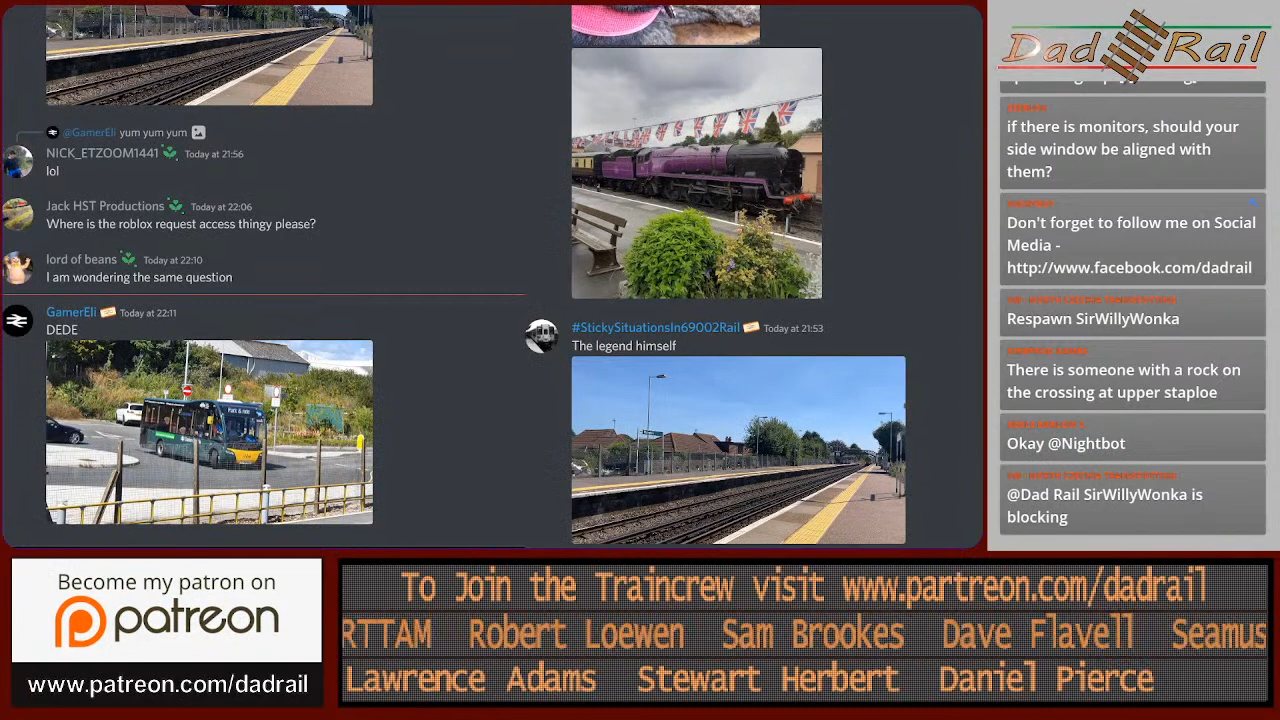 @GamerEli yum yum yum
NICK_ETZOOM1441 Today at 21:56
lol
Jack HST Productions Today at 22:06
Where is the roblox request access thingy please?
lord of beans Today at 22:10
I am wondering the same question
GamerEli Today at 22:11
DEDE
Park & ride
#StickySituationsIn69002Rail Today at 21:53
The legend himself
Dad Rail
if there is monitors, should your
side window be aligned with
them?
Don't forget to follow me on Social
Media -
http://www.facebook.com/dadrail
Respawn SirWillyWonka
There is someone with a rock on
the crossing at upper staploe
Okay @Nightbot
@Dad Rail SirWillyWonka is
blocking
Become my patron on
patreon
www.patreon.com/dadrail
To Join the Traincrew visit www.partreon.com/dadrail
RTTAM Robert Loewen Sam Brookes Dave Flavell Seamus
Lawrence Adams Stewart Herbert Daniel Pierce